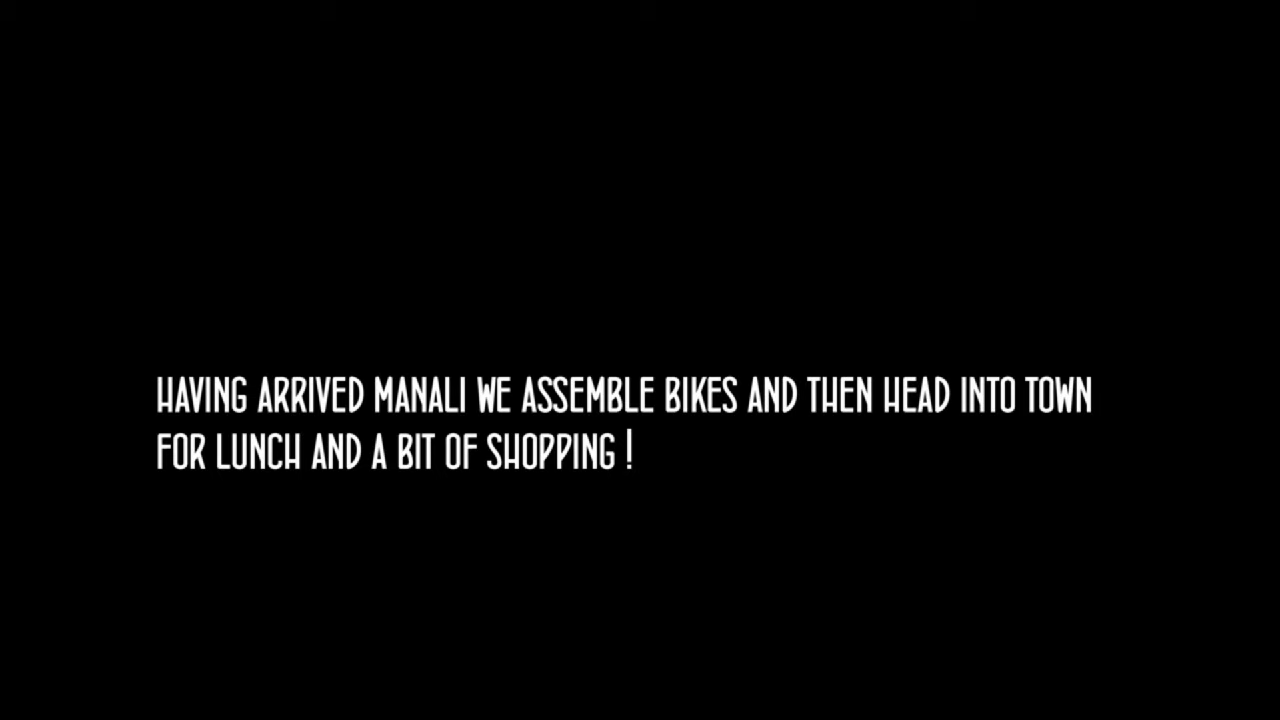 HAVING ARRIVED MANALI WE ASSEMBLE BIKES AND THEN HEAD INTO TOWN
FOR LUNCH AND A BIT OF SHOPPING !